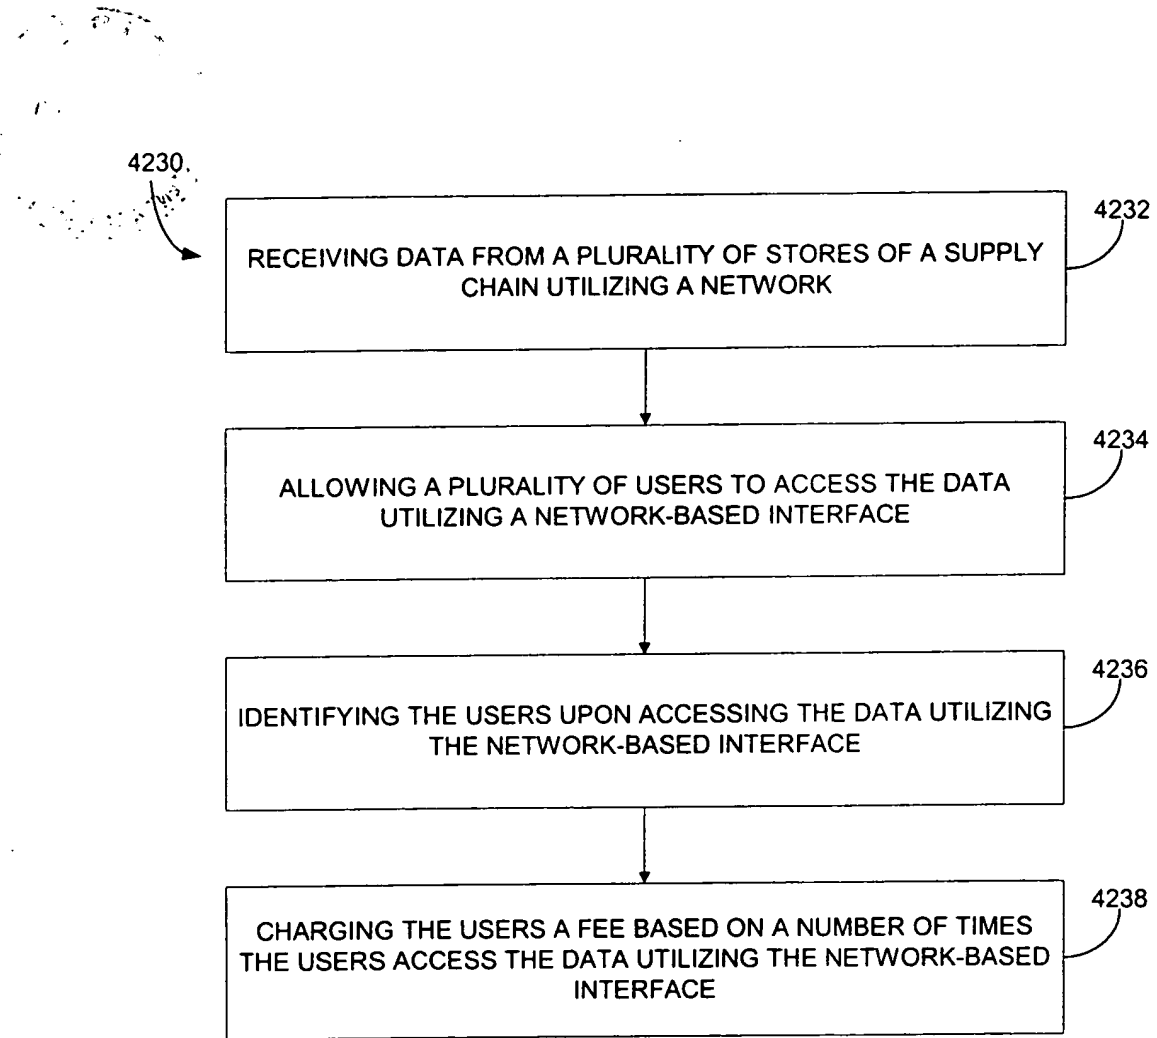 4230
4232
RECEIVING DATA FROM A PLURALITY OF STORES OF A SUPPLY
CHAIN UTILIZING A NETWORK
4234
ALLOWING A PLURALITY OF USERS TO ACCESS THE DATA
UTILIZING A NETWORK-BASED INTERFACE
4236
IDENTIFYING THE USERS UPON ACCESSING THE DATA UTILIZING
THE NETWORK-BASED INTERFACE
4238
CHARGING THE USERS A FEE BASED ON A NUMBER OF TIMES
THE USERS ACCESS THE DATA UTILIZING THE NETWORK-BASED
INTERFACE